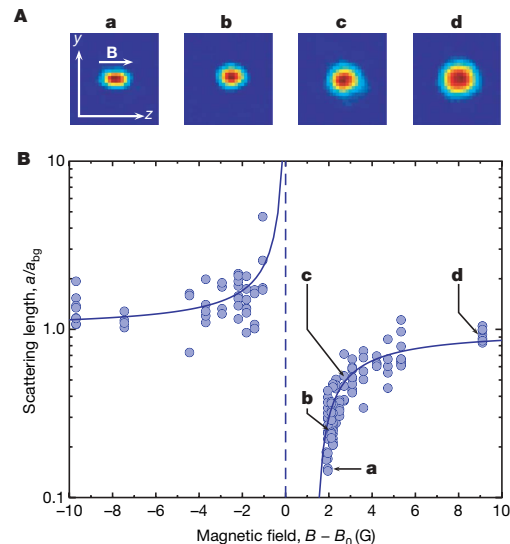 A
a b c d
y
B
z
B
10
1.0
0.1
Scattering length, a/a_bg
c
d
b
a
−10 −8 −6 −4 −2 0 2 4 6 8 10
Magnetic field, B − B₀ (G)